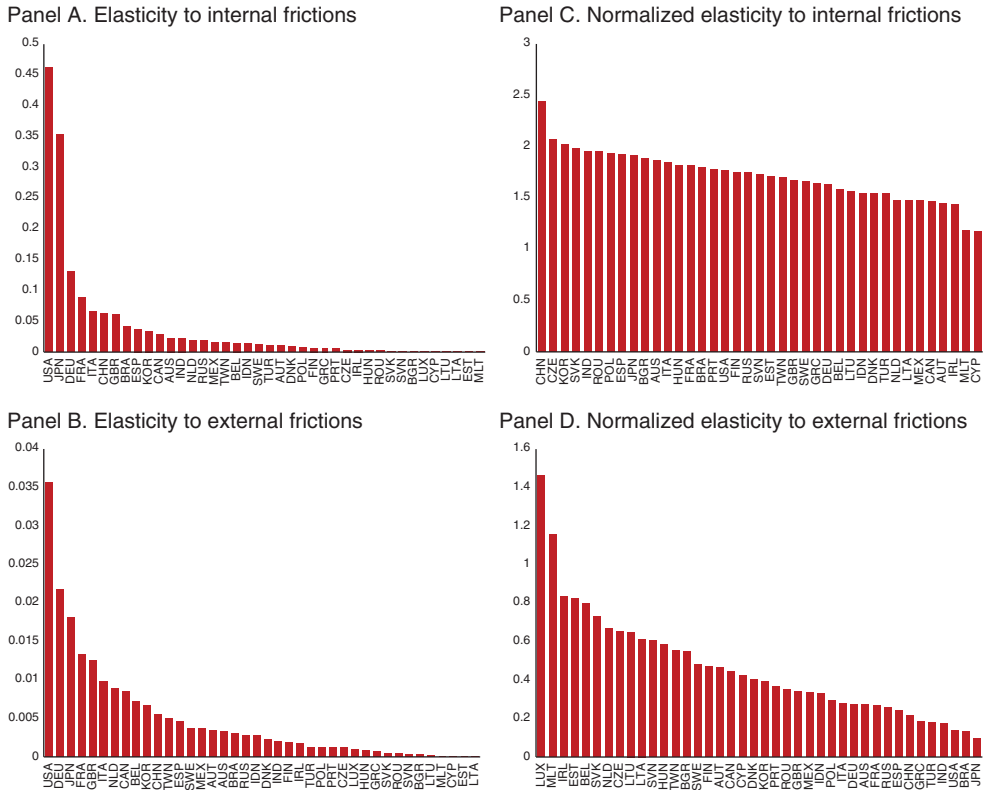 Panel A. Elasticity to internal frictions
0.5
0.45
0.4
0.35
0.3
0.25
0.2
0.15
0.1
0.05
0
USA
JPN
DEU
FRA
ITA
CHN
GBR
BRA
ESP
KOR
CAN
AUS
IND
NLD
RUS
MEX
TWN
BEL
IDN
SWE
TUR
AUT
DNK
POL
FIN
GRC
PRT
CZE
IRL
HUN
ROU
SVK
SVN
BGR
LUX
CYP
LTU
LTA
EST
MLT
Panel C. Normalized elasticity to internal frictions
3
2.5
2
1.5
1
0.5
0
CHN
CZE
KOR
SVK
IND
ROU
POL
ESP
JPN
BGR
AUS
ITA
HUN
FRA
BRA
PRT
USA
FIN
RUS
SVN
EST
TWN
GBR
SWE
GRC
DEU
BEL
LTU
IDN
DNK
TUR
NLD
LTA
MEX
CAN
AUT
IRL
MLT
CYP
Panel B. Elasticity to external frictions
0.04
0.035
0.03
0.025
0.02
0.015
0.01
0.005
0
USA
DEU
JPN
FRA
GBR
ITA
NLD
CAN
BEL
KOR
CHN
TWN
ESP
SWE
MEX
AUT
AUS
BRA
RUS
IDN
DNK
IND
FIN
IRL
TUR
POL
PRT
CZE
LUX
HUN
GRC
SVK
ROU
SVN
BGR
LTU
MLT
CYP
EST
LTA
Panel D. Normalized elasticity to external frictions
1.6
1.4
1.2
1
0.8
0.6
0.4
0.2
0
LUX
MLT
IRL
EST
BEL
SVK
NLD
CZE
LTU
LTA
SVN
HUN
TWN
BGR
SWE
FIN
AUT
CAN
CYP
DNK
KOR
PRT
ROU
GBR
MEX
IDN
POL
ITA
DEU
AUS
FRA
RUS
ESP
CHN
GRC
TUR
IND
USA
BRA
JPN